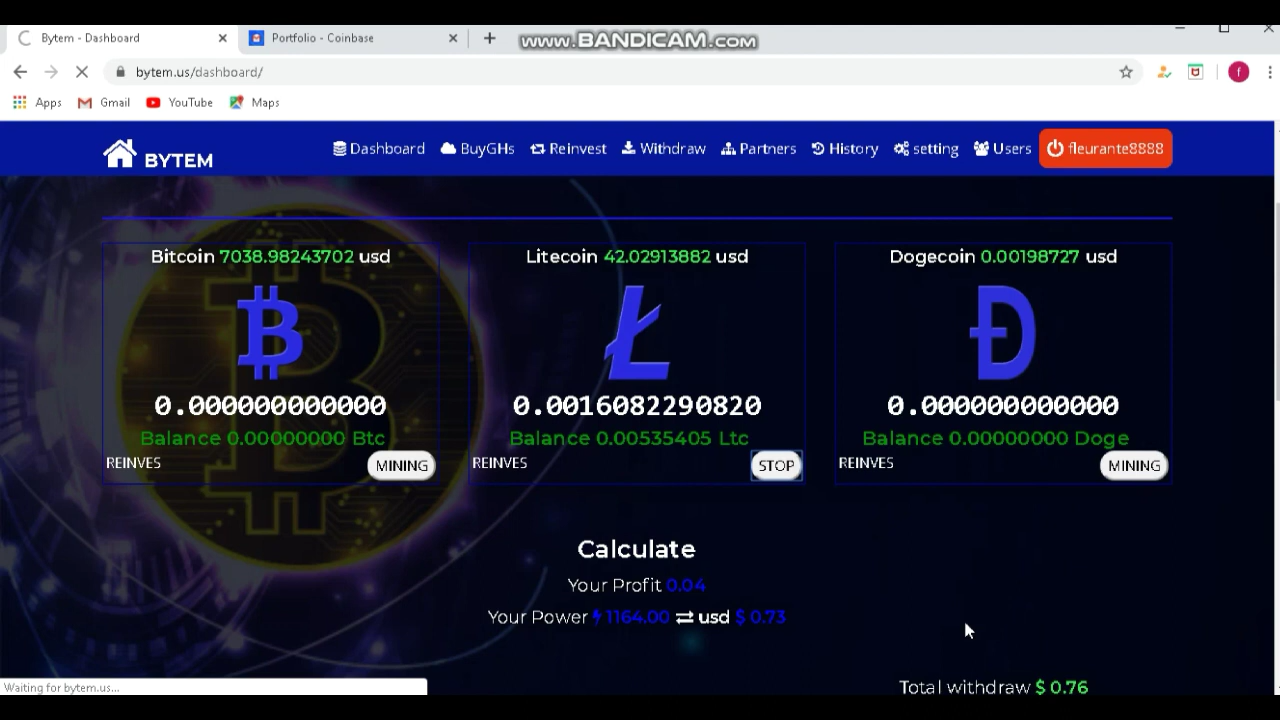 Bytem - Dashboard
Portfolio - Coinbase
www.BANDICAM.com
bytem.us/dashboard/
f
Apps
Gmail
YouTube
Maps
BYTEM
Dashboard
BuyGHs
Reinvest
Withdraw
Partners
History
setting
Users
fleurante8888
Bitcoin 7038.98243702 usd
0.000000000000
Balance 0.00000000 Btc
REINVES
MINING
Litecoin 42.02913882 usd
0.0016082290820
Balance 0.00535405 Ltc
REINVES
STOP
Dogecoin 0.00198727 usd
0.000000000000
Balance 0.00000000 Doge
REINVES
MINING
Calculate
Your Profit 0.04
Your Power 1164.00 usd $ 0.73
Total withdraw $ 0.76
Waiting for bytem.us...